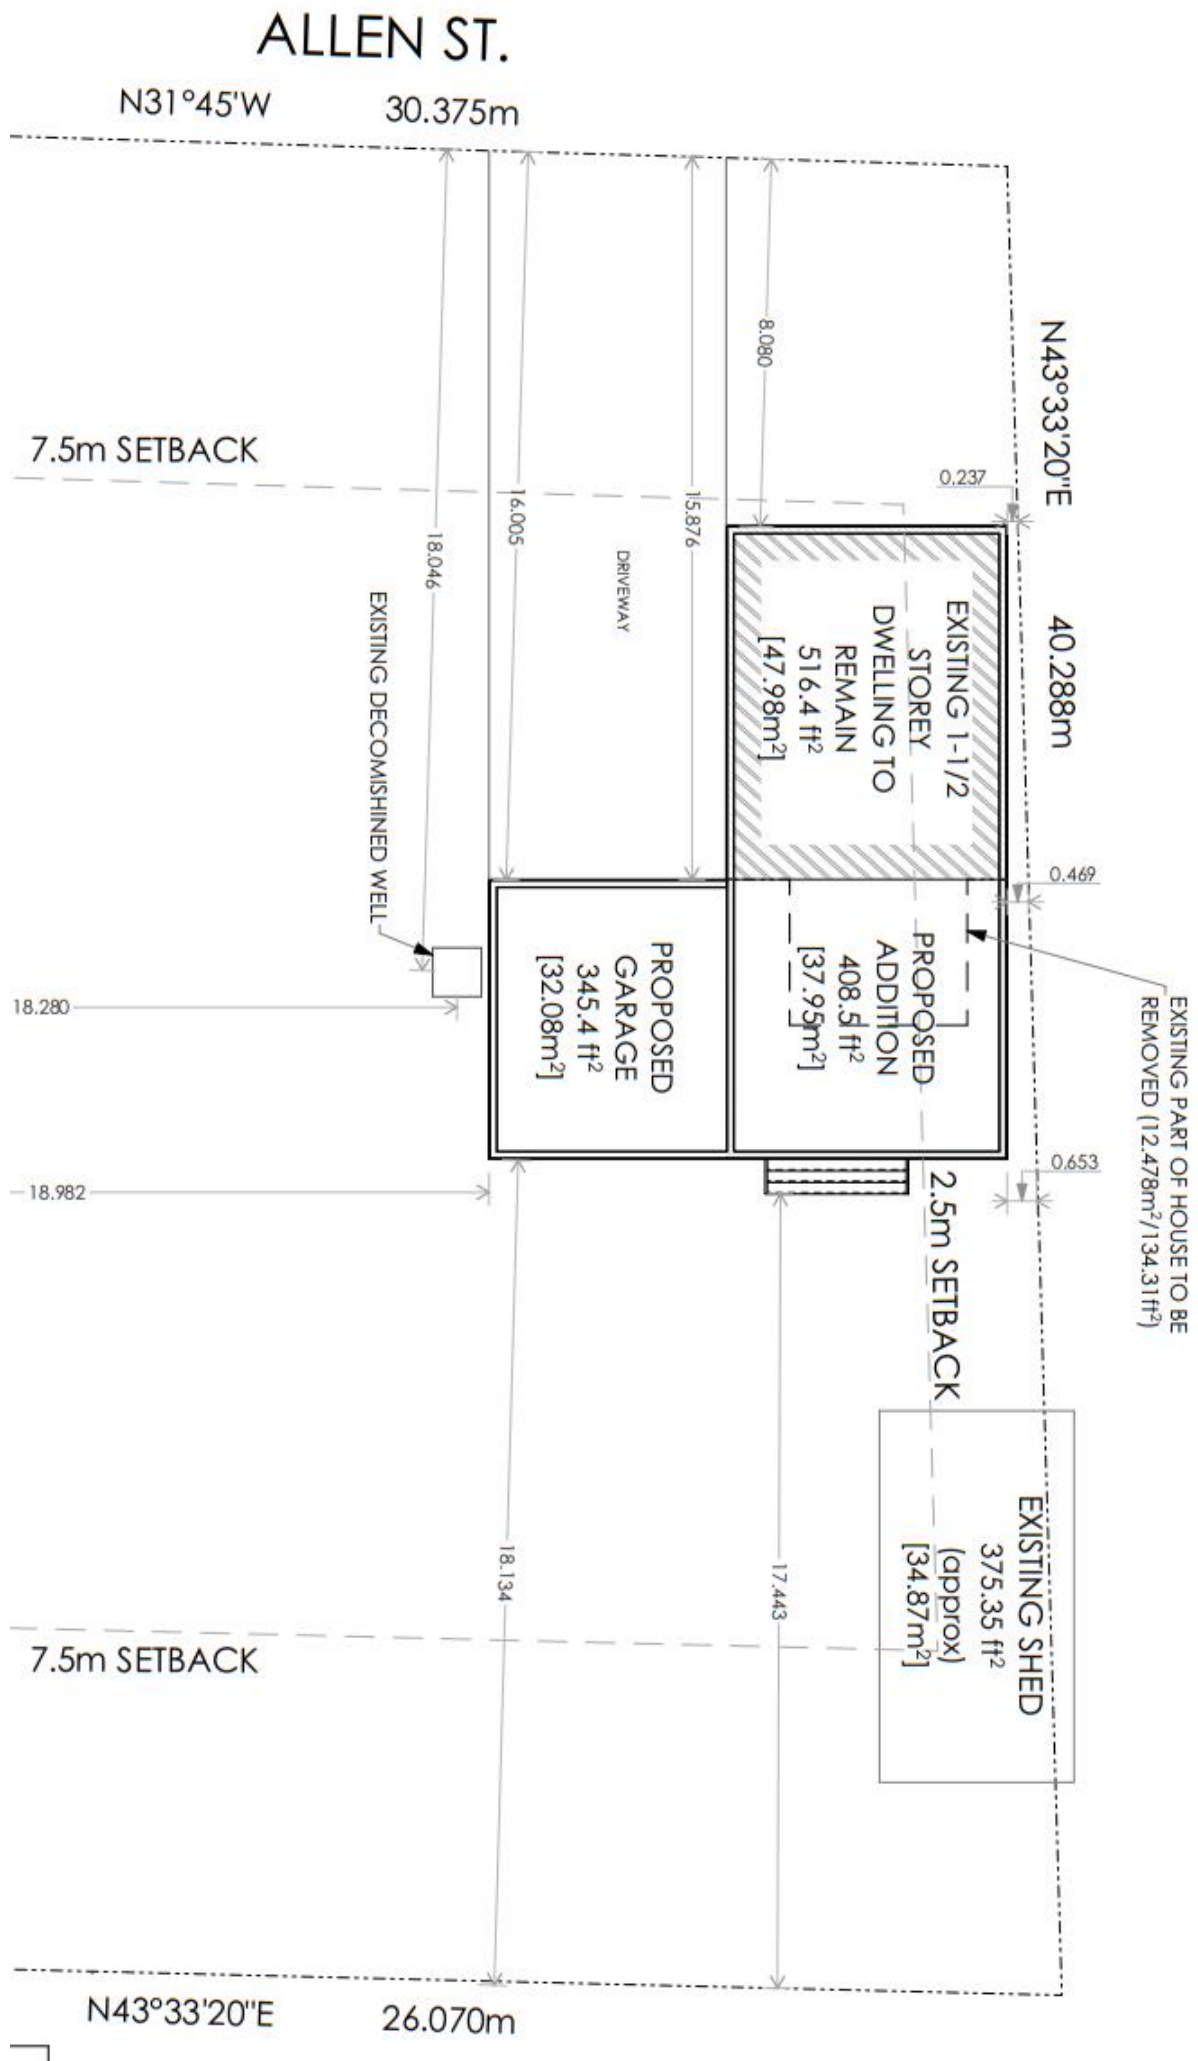 ALLEN ST.
N31°45'W 30.375m
N43°33'20"E
40.288m
8.080
7.5m SETBACK
0.237
16.005
15.876
18.046
DRIVEWAY
EXISTING DECOMISHINED WELL
EXISTING 1-1/2
STOREY
DWELLING TO
REMAIN
516.4 ft²
[47.98m²]
0.469
PROPOSED
ADDITION
408.5 ft²
[37.95m²]
PROPOSED
GARAGE
345.4 ft²
[32.08m²]
EXISTING PART OF HOUSE TO BE
REMOVED (12.478m²/134.31ft²)
18.280
0.653
18.982
2.5m SETBACK
EXISTING SHED
375.35 ft²
(approx)
[34.87m²]
18.134
17.443
7.5m SETBACK
N43°33'20"E 26.070m